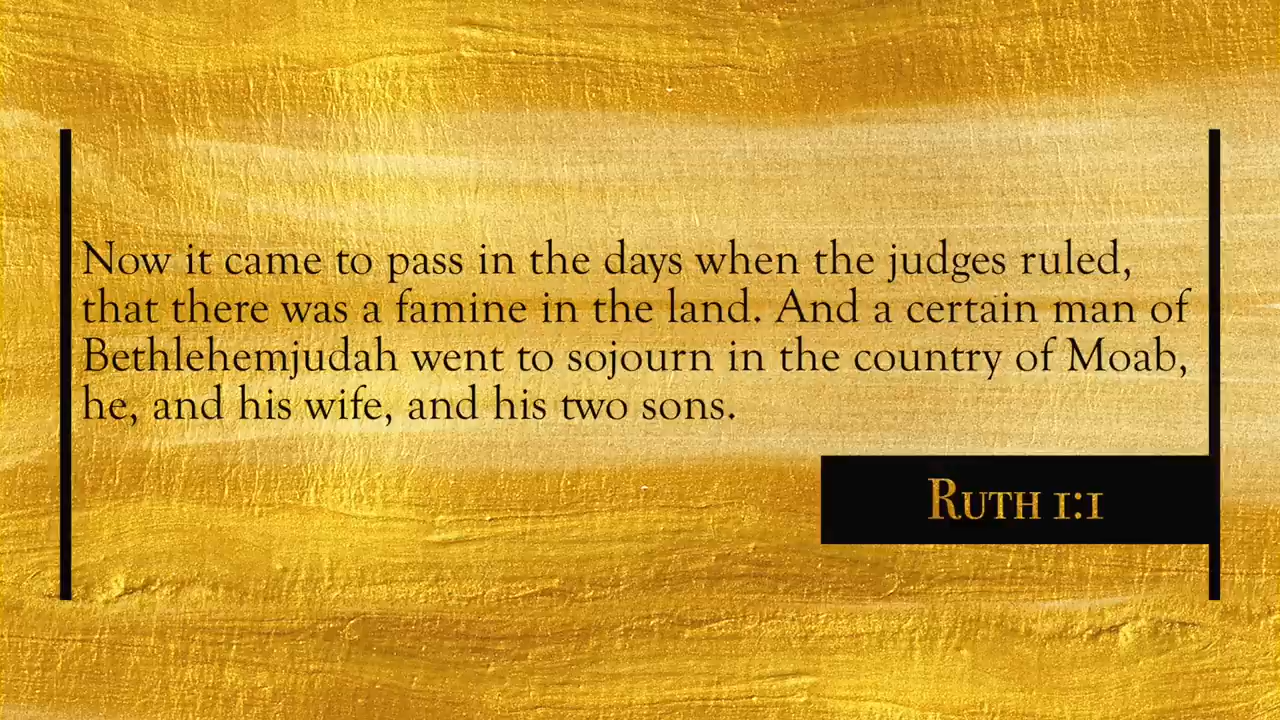 Now it came to pass in the days when the judges ruled,
that there was a famine in the land. And a certain man of
Bethlehemjudah went to sojourn in the country of Moab,
he, and his wife, and his two sons.
Ruth 1:1